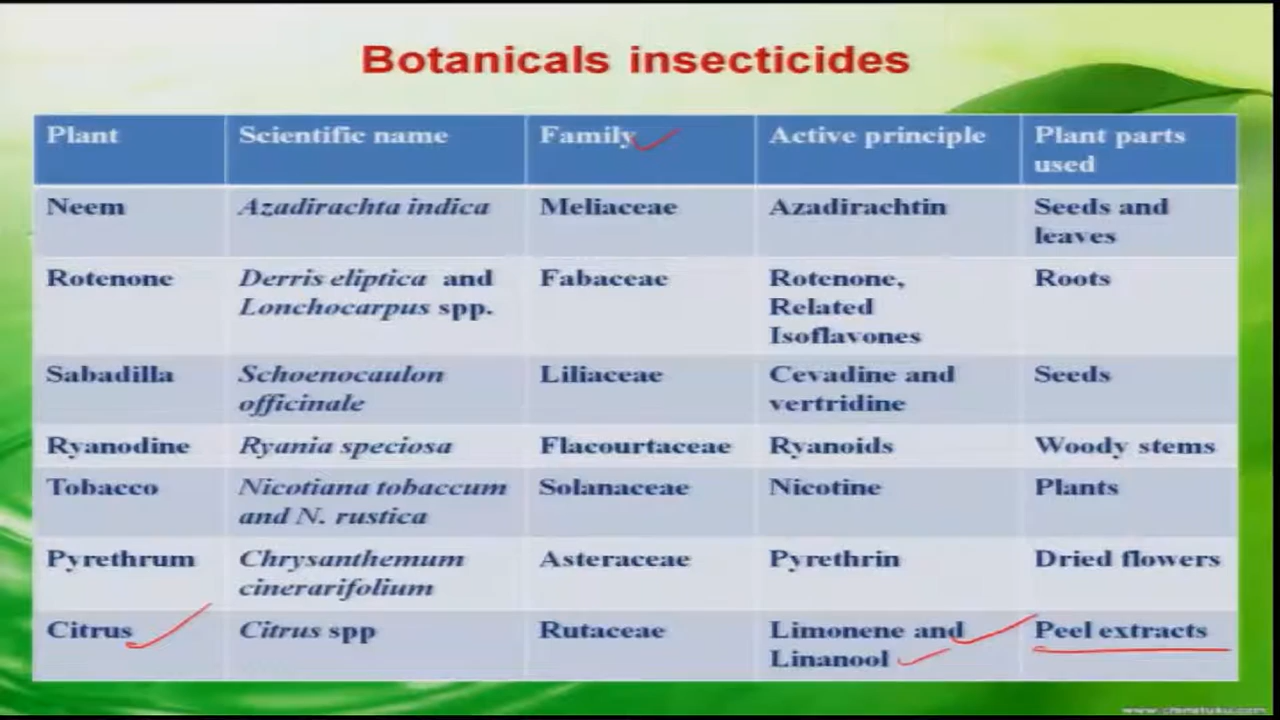 Botanicals insecticides
Plant Scientific name Family Active principle Plant parts
used
Neem Azadirachta indica Meliaceae Azadirachtin Seeds and
leaves
Rotenone Derris eliptica and Fabaceae Rotenone, Roots
Lonchocarpus spp. Related
Isoflavones
Sabadilla Schoenocaulon Liliaceae Cevadine and Seeds
officinale vertridine
Ryanodine Ryania speciosa Flacourtaceae Ryanoids Woody stems
Tobacco Nicotiana tobaccum Solanaceae Nicotine Plants
and N. rustica
Pyrethrum Chrysanthemum Asteraceae Pyrethrin Dried flowers
cinerarifolium
Citrus Citrus spp Rutaceae Limonene and Peel extracts
Linanool